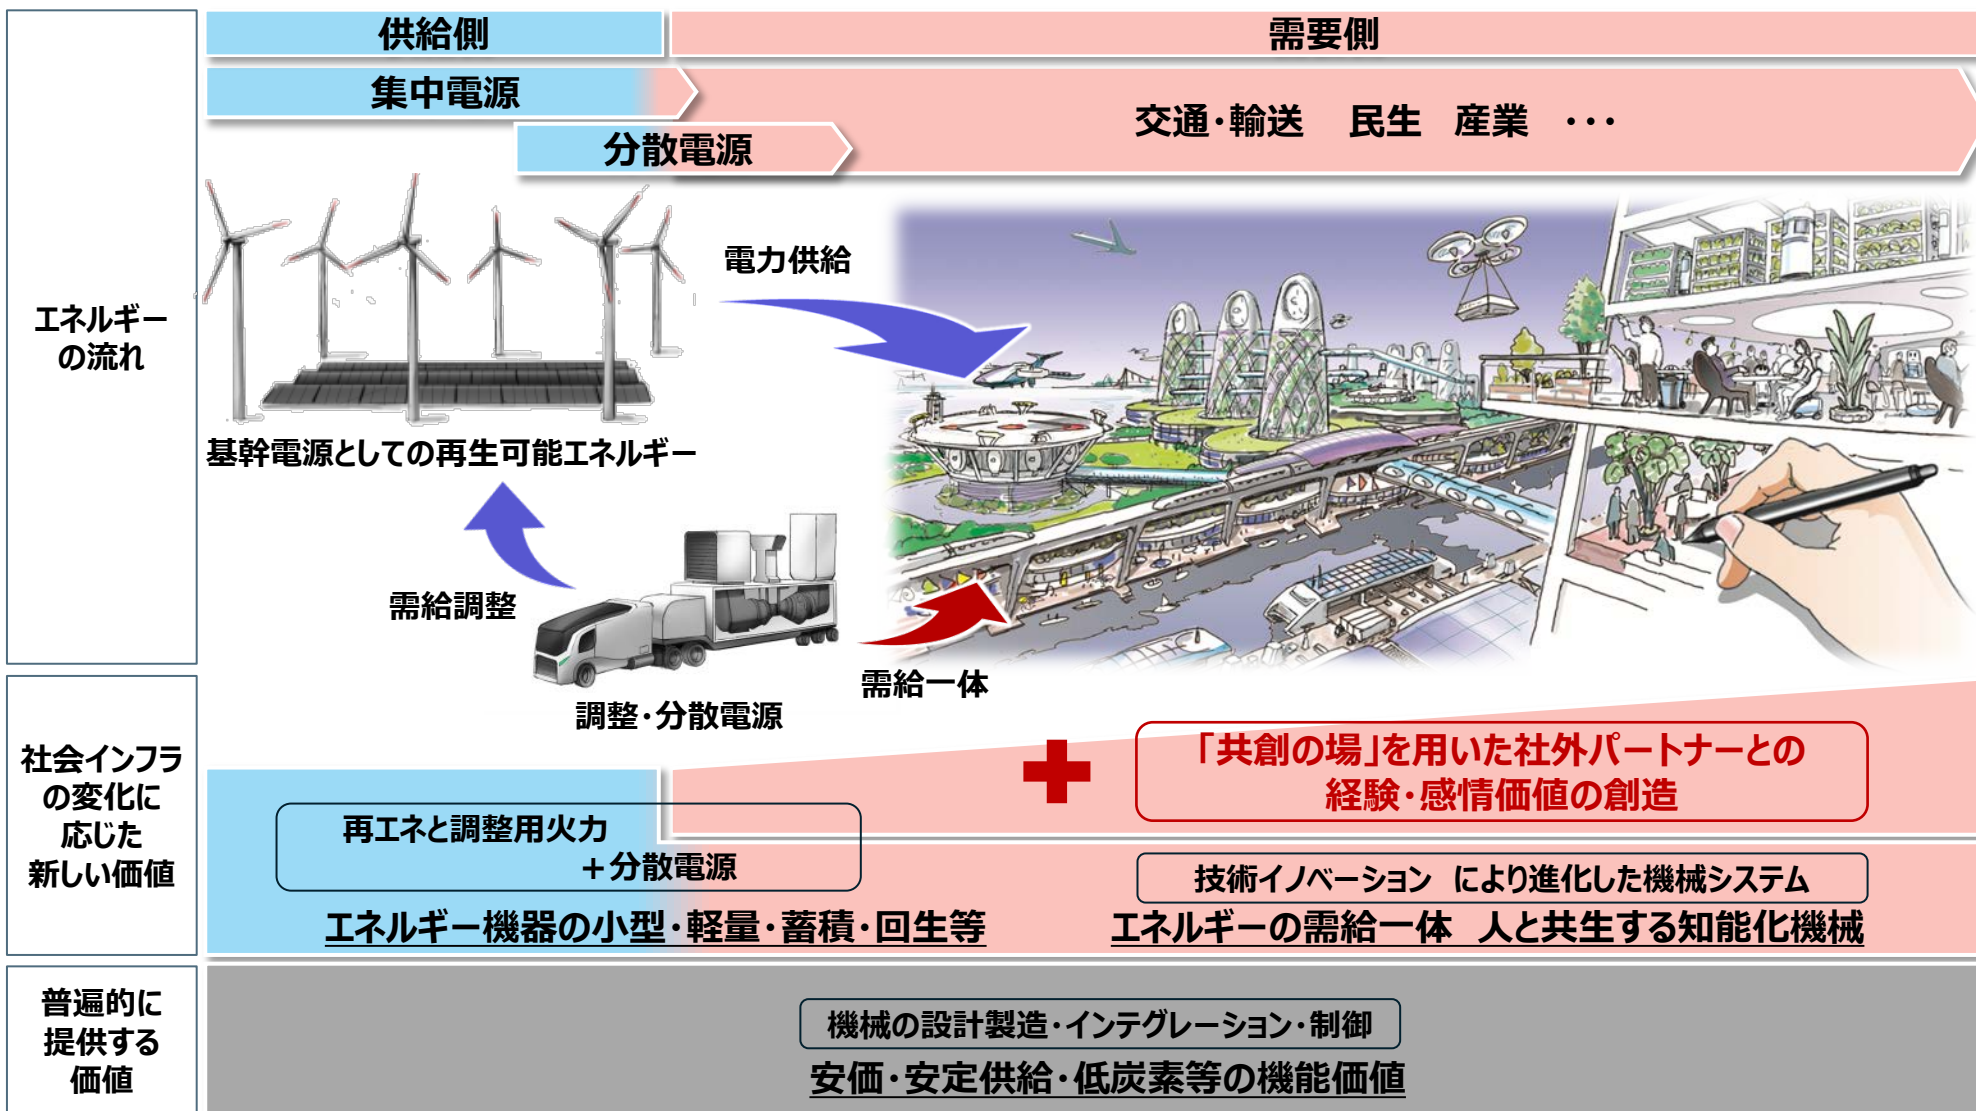 供給側
需要側
集中電源
分散電源
交通・輸送 民生 産業 ・・・
エネルギー
の流れ
電力供給
基幹電源としての再生可能エネルギー
需給調整
調整・分散電源
需給一体
社会インフラ
の変化に
応じた
新しい価値
「共創の場」を用いた社外パートナーとの
経験・感情価値の創造
再エネと調整用火力
＋分散電源
技術イノベーション により進化した機械システム
エネルギー機器の小型・軽量・蓄積・回生等
エネルギーの需給一体 人と共生する知能化機械
普遍的に
提供する
価値
機械の設計製造・インテグレーション・制御
安価・安定供給・低炭素等の機能価値